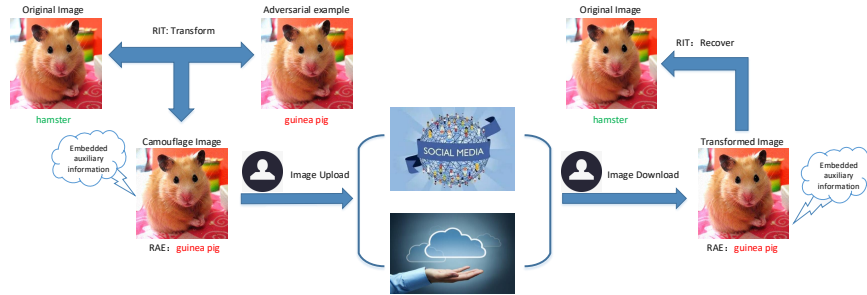 Original Image
Adversarial example
Original Image
RIT: Transform
RIT： Recover
hamster
guinea pig
hamster
Embedded
auxiliary
information
Camouflage Image
SOCIAL MEDIA
Transformed Image
Embedded
auxiliary
information
Image Upload
Image Download
RAE：guinea pig
RAE：guinea pig